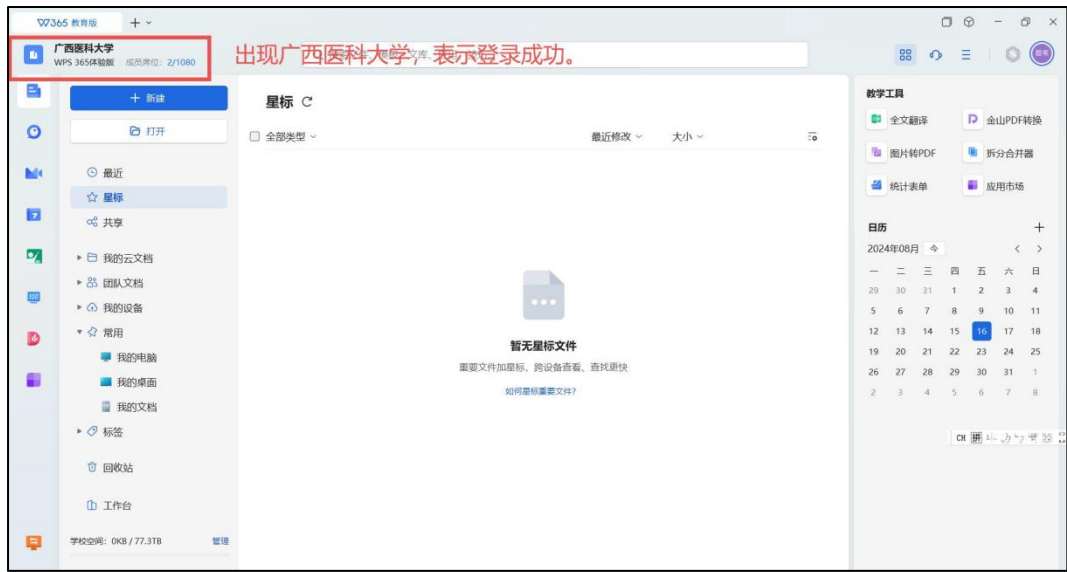 365 教育版
广西医科大学
WPS 365体验版 成员席位: 2/1080
出现广西医科大学，表示登录成功。
+ 新建
打开
最近
星标
共享
我的云文档
团队文档
我的设备
常用
我的电脑
我的桌面
我的文档
标签
回收站
工作台
学校空间: 0KB / 77.3TB 管理
星标
全部类型 最近修改 大小
暂无星标文件
重要文件加星标，跨设备查看、查找更快
如何星标重要文件?
教学工具
全文翻译 金山PDF转换
图片转PDF 拆分合并器
统计表单 应用市场
日历
2024年08月 今
一 二 三 四 五 六 日
29 30 31 1 2 3 4
5 6 7 8 9 10 11
12 13 14 15 16 17 18
19 20 21 22 23 24 25
26 27 28 29 30 31 1
2 3 4 5 6 7 8
CH 拼